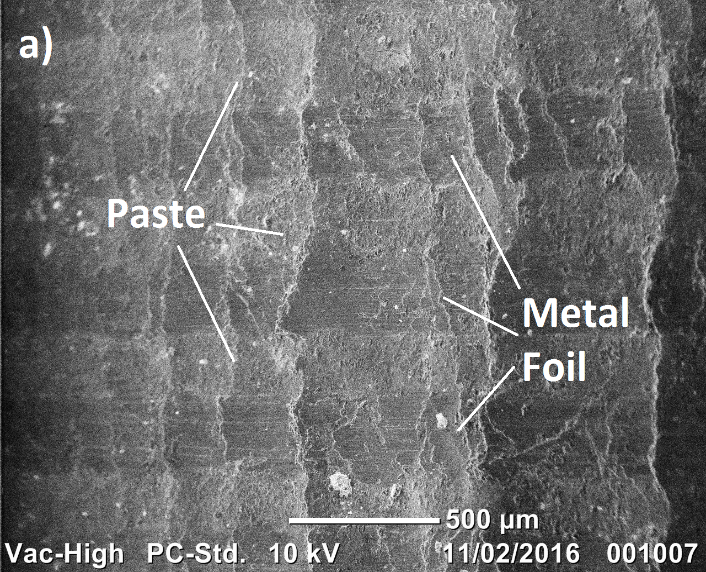 a)
Paste
Metal
Foil
500 µm
Vac-High PC-Std. 10 kV 11/02/2016 001007